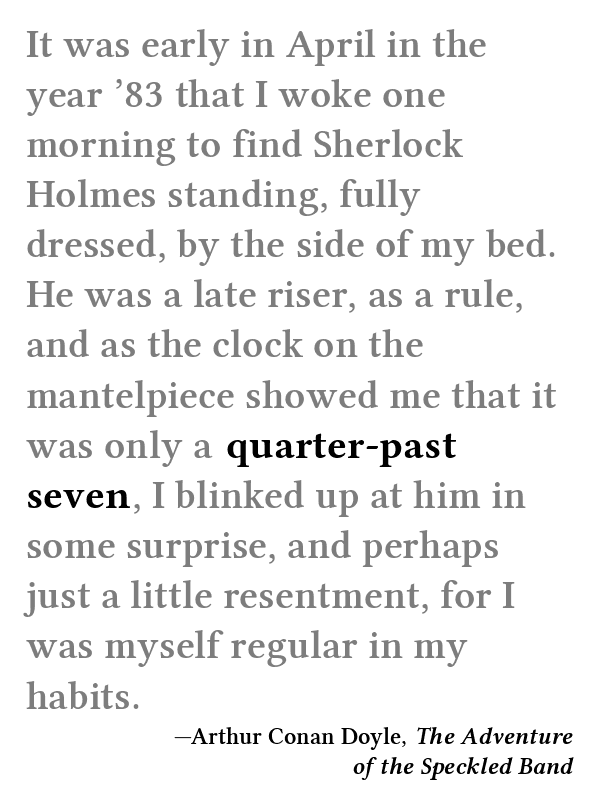 It was early in April in the
year ’83 that I woke one
morning to find Sherlock
Holmes standing, fully
dressed, by the side of my bed.
He was a late riser, as a rule,
and as the clock on the
mantelpiece showed me that it
was only a quarter-past
seven, I blinked up at him in
some surprise, and perhaps
just a little resentment, for I
was myself regular in my
habits.
—Arthur Conan Doyle, The Adventure
of the Speckled Band